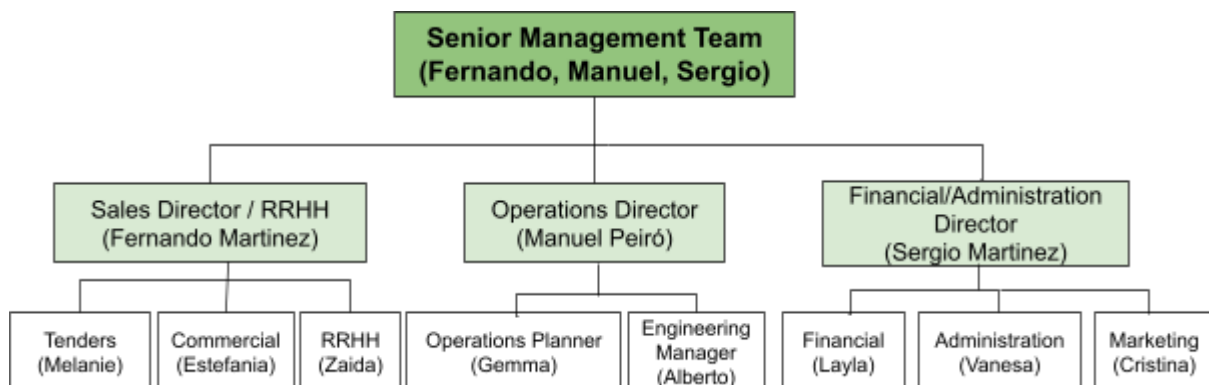 Senior Management Team
(Fernando, Manuel, Sergio)
Sales Director / RRHH
(Fernando Martinez)
Operations Director
(Manuel Peiró)
Financial/Administration
Director
(Sergio Martinez)
Tenders
(Melanie)
Commercial
(Estefania)
RRHH
(Zaida)
Operations Planner
(Gemma)
Engineering
Manager
(Alberto)
Financial
(Layla)
Administration
(Vanesa)
Marketing
(Cristina)